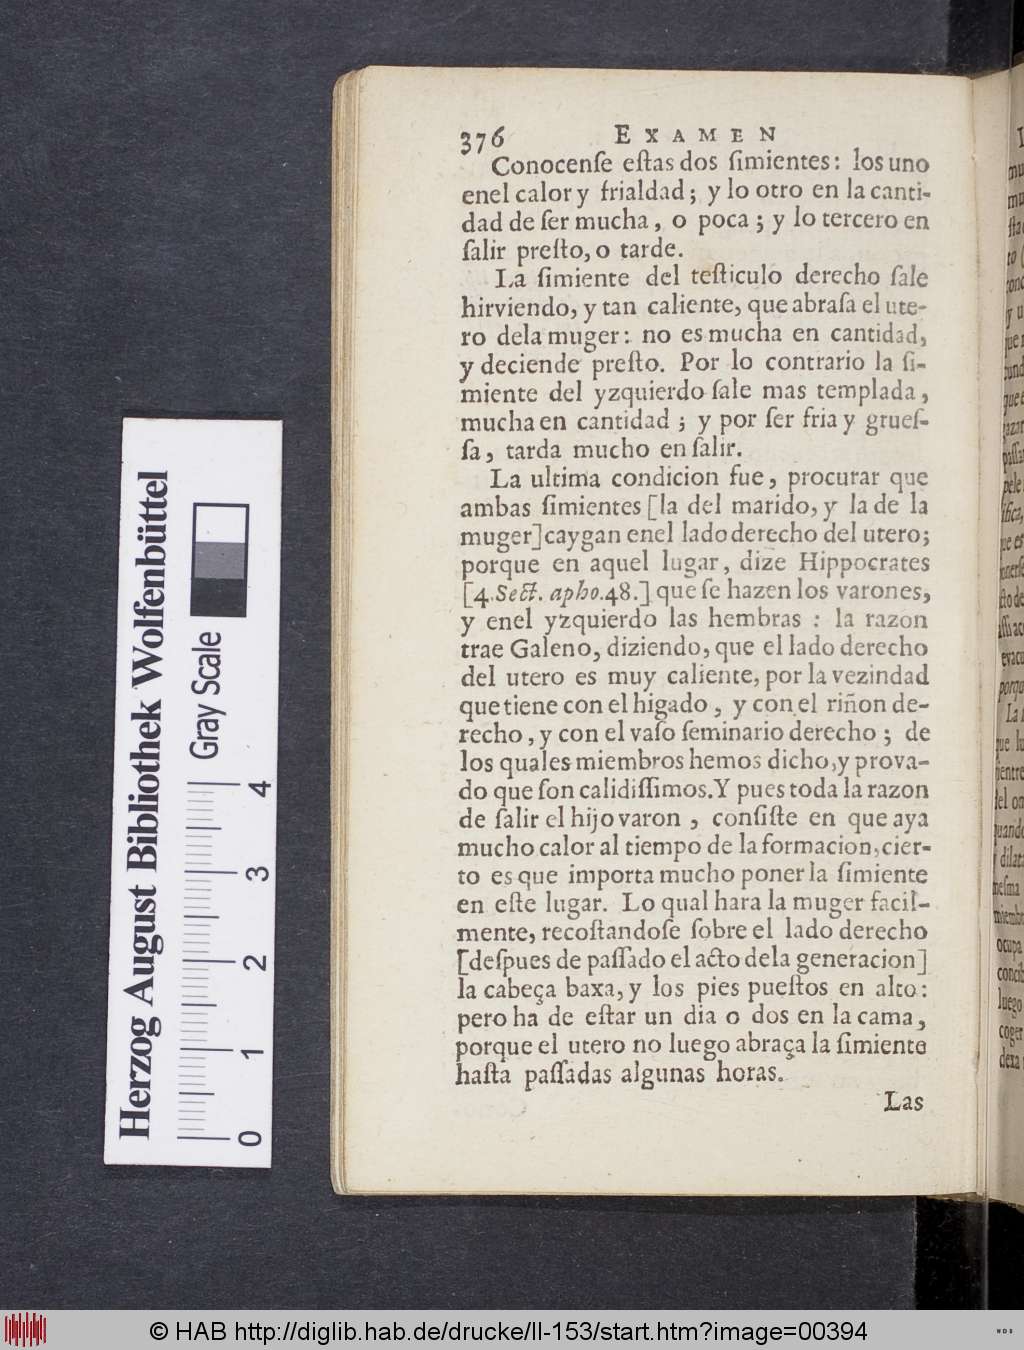 376 EXAMEN
Conocenſe eſtas dos ſimientes: los uno
enel calor y frialdad; y lo otro en la canti-
dad de ſer mucha, o poca; y lo tercero en
ſalir preſto, o tarde.
La ſimiente del teſticulo derecho ſale
hirviendo, y tan caliente, que abraſa el ute-
ro dela muger: no es mucha en cantidad,
y deciende preſto. Por lo contrario la ſi-
miente del yzquierdo ſale mas templada,
mucha en cantidad; y por ſer fria y grueſ-
ſa, tarda mucho en ſalir.
La ultima condicion fue, procurar que
ambas ſimientes [la del marido, y la de la
muger] caygan enel lado derecho del utero;
porque en aquel lugar, dize Hippocrates
[4. Sect. apho. 48.] que ſe hazen los varones,
y enel yzquierdo las hembras: la razon
trae Galeno, diziendo, que el lado derecho
del utero es muy caliente, por la vezindad
que tiene con el higado, y con el riñon de-
recho, y con el vaſo ſeminario derecho; de
los quales miembros hemos dicho, y prova-
do que ſon calidiſſimos. Y pues toda la razon
de ſalir el hijo varon, conſiſte en que aya
mucho calor al tiempo de la formacion, cier-
to es que importa mucho poner la ſimiente
en eſte lugar. Lo qual hara la muger facil-
mente, recoſtandoſe ſobre el lado derecho
[deſpues de paſſado el acto dela generacion]
la cabeça baxa, y los pies pueſtos en alto:
pero ha de eſtar un dia o dos en la cama,
porque el utero no luego abraça la ſimiente
haſta paſſadas algunas horas.
Las
Herzog August Bibliothek Wolfenbüttel
Gray Scale
0 1 2 3 4
© HAB http://diglib.hab.de/drucke/ll-153/start.htm?image=00394